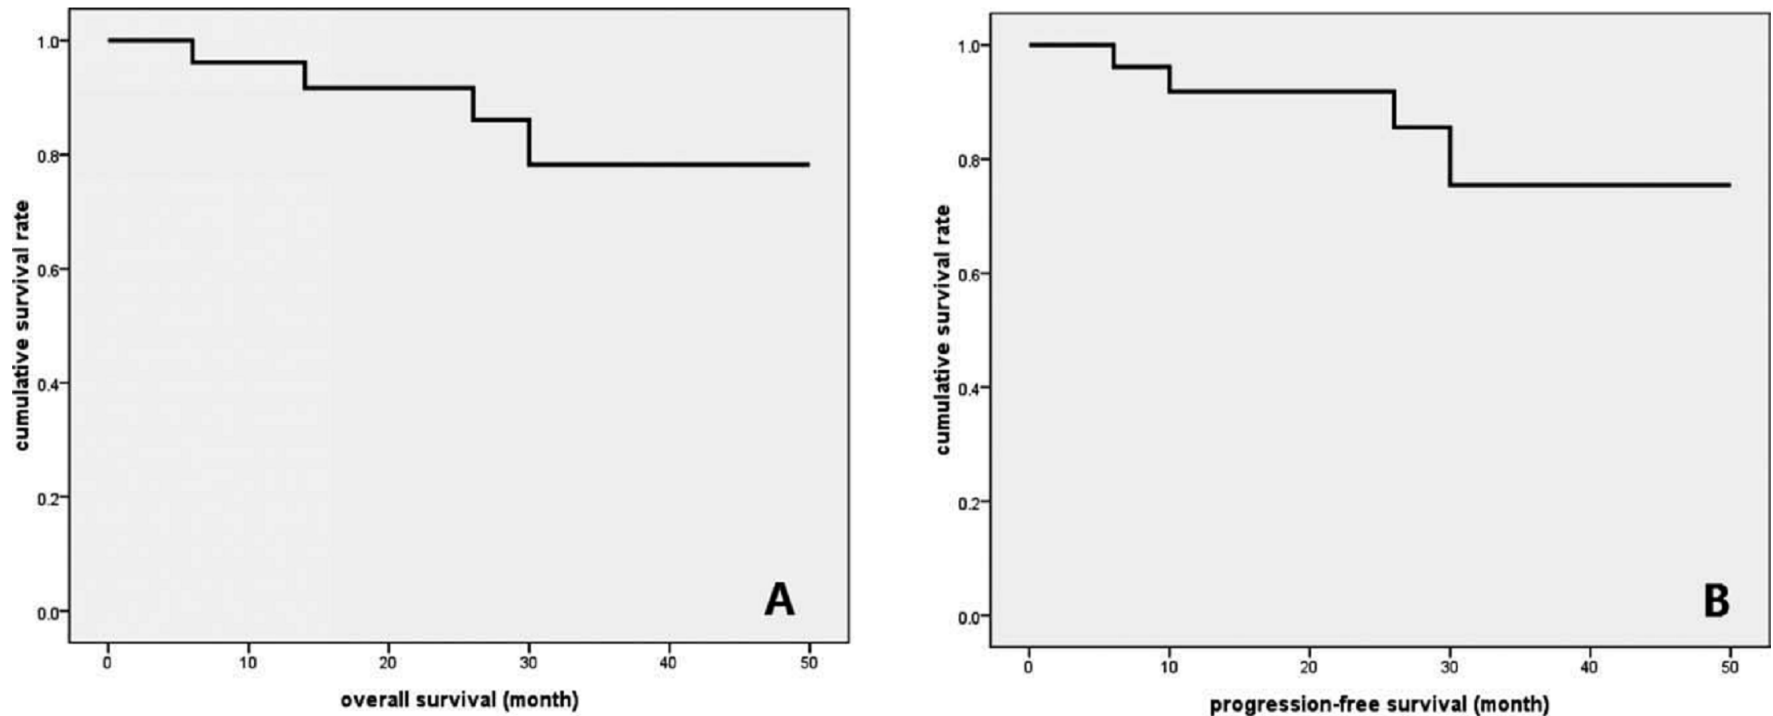 cumulative survival rate
1.0
0.8
0.6
0.4
0.2
0.0
A
0 10 20 30 40 50
overall survival (month)
cumulative survival rate
1.0
0.8
0.6
0.4
0.2
0.0
B
0 10 20 30 40 50
progression-free survival (month)